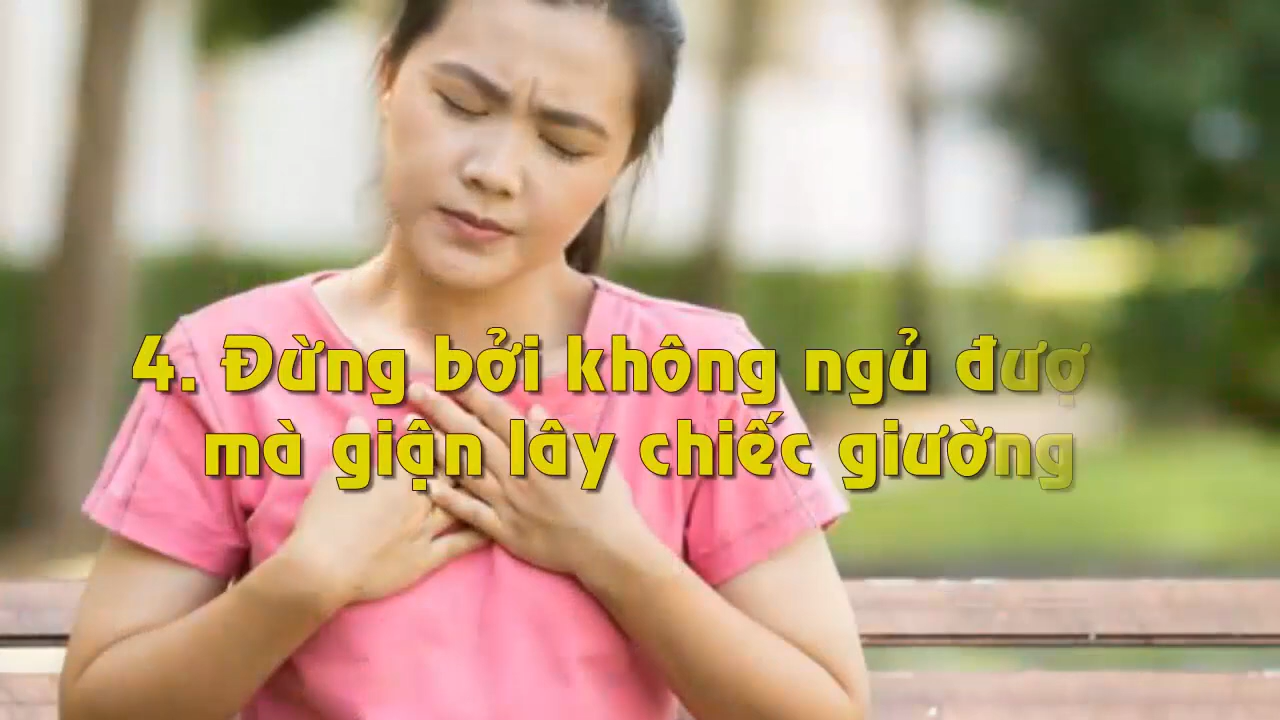 4. Đừng bởi không ngủ đượ
mà giận lây chiếc giường